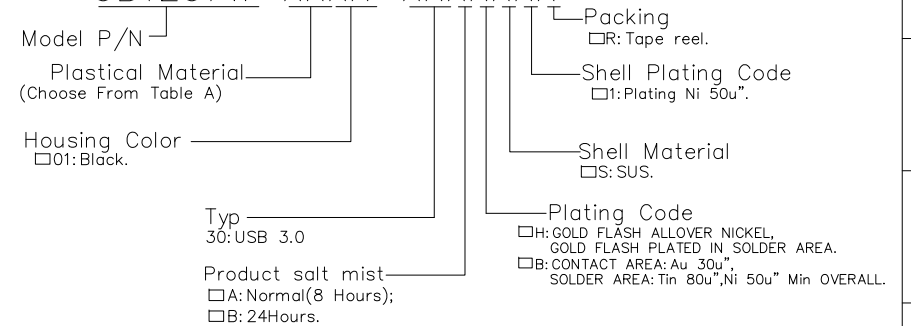 Packing
□R: Tape reel.
Model P/N
Plastical Material
(Choose From Table A)
Shell Plating Code
□1: Plating Ni 50u”.
Housing Color
□01: Black.
Shell Material
□S: SUS.
Typ
30: USB 3.0
Plating Code
□H: GOLD FLASH ALLOVER NICKEL,
GOLD FLASH PLATED IN SOLDER AREA.
□B: CONTACT AREA: Au 30u”,
SOLDER AREA: Tin 80u”,Ni 50u” Min OVERALL.
Product salt mist
□A: Normal(8 Hours);
□B: 24Hours.